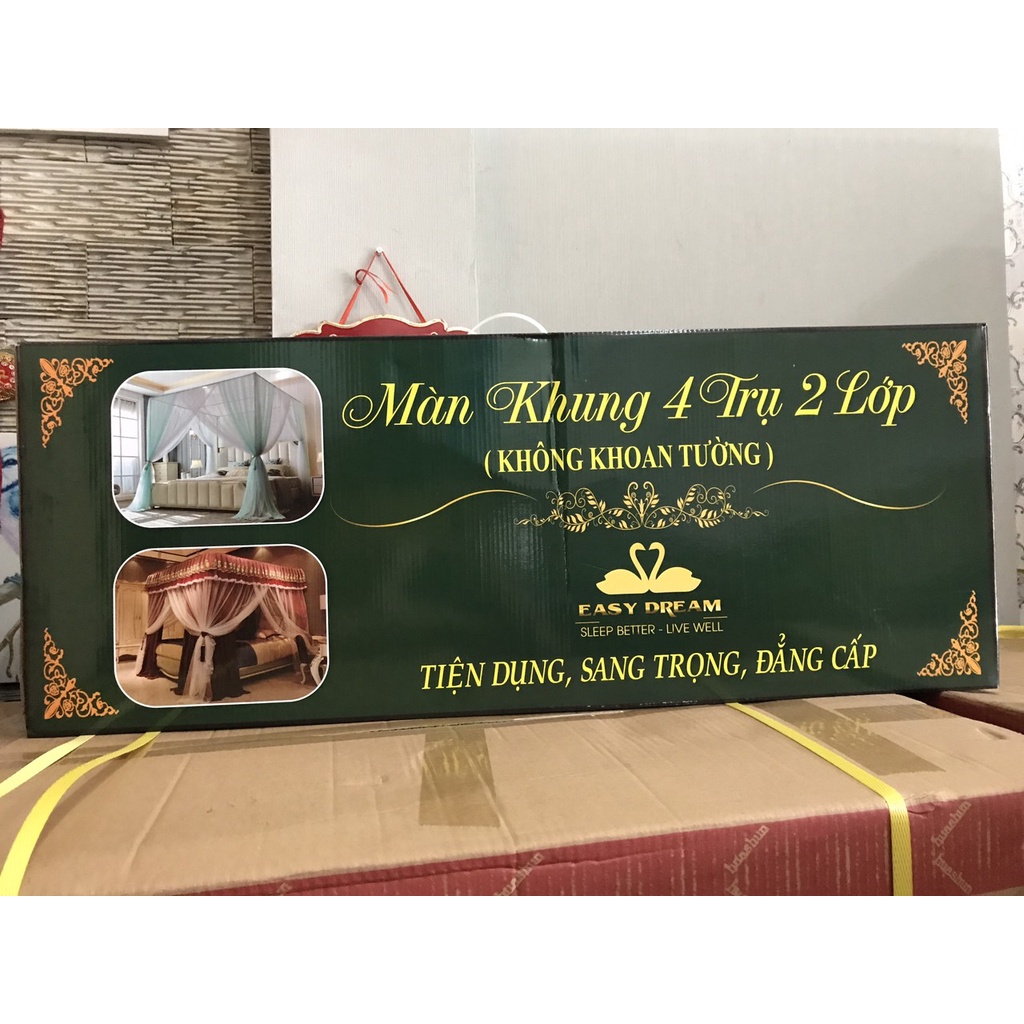 Màn Khung 4 Trụ 2 Lớp
( KHÔNG KHOAN TƯỜNG )
EASY DREAM
SLEEP BETTER - LIVE WELL
TIỆN DỤNG, SANG TRỌNG, ĐẲNG CẤP